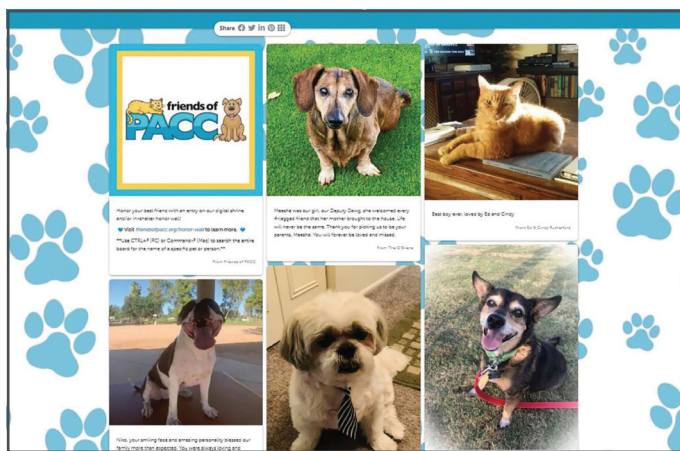 Share
friends of
PACC
Honor your best friend with an entry on our digital shrine
and/or in-shelter honor wall!
Visit friendsofpacc.org/honor-wall to learn more.
**Use CTRL+F (PC) or Command+F (Mac) to search the entire
board for the name of a specific pet or person.**
From Friends of PACC
Meesha was our girl, our Deputy Dawg, she welcomed every
4-legged friend that her mother brought to the house. Life
will never be the same. Thank you for picking us to be your
parents, Meesha. You will forever be loved and missed.
From The O'Briens
Best boy ever, loved by Ed and Cindy
From Ed & Cindy Rutherford
Niko, your smiling face and amazing personality blessed our
family more than expected. You were always loving and